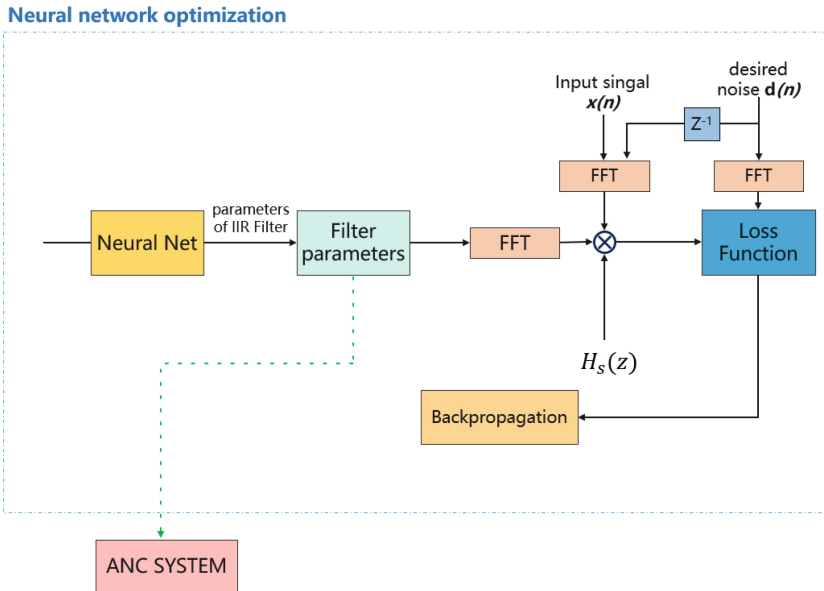 Neural network optimization
Input singal
x(n)
desired
noise d(n)
Z-1
FFT
FFT
Neural Net
parameters
of IIR Filter
Filter
parameters
FFT
Loss
Function
Hs(z)
Backpropagation
ANC SYSTEM